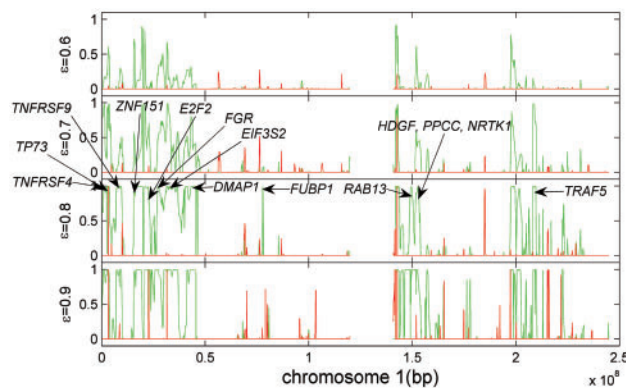 ε=0.6
1
0.5
0
ε=0.7
1
0.5
0
TNFRSF9
TP73
TNFRSF4
ZNF151
E2F2
FGR
EIF3S2
HDGF, PPCC, NRTK1
ε=0.8
1
0.5
0
DMAP1
FUBP1
RAB13
TRAF5
ε=0.9
1
0.5
0
0 0.5 1 1.5 2 2.5
chromosome 1(bp)
x 10⁸